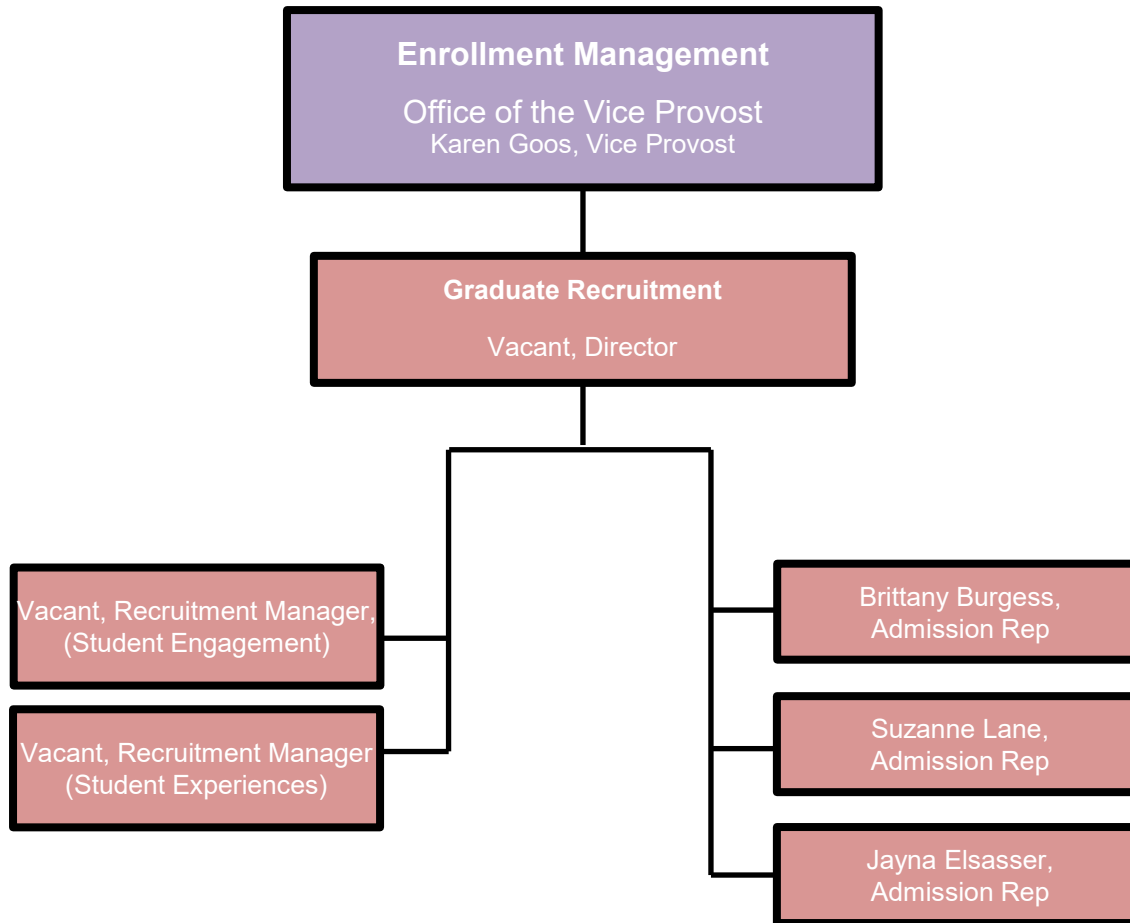 Enrollment Management
Office of the Vice Provost
Karen Goos, Vice Provost
Graduate Recruitment
Vacant, Director
Vacant, Recruitment Manager,
(Student Engagement)
Vacant, Recruitment Manager
(Student Experiences)
Brittany Burgess,
Admission Rep
Suzanne Lane,
Admission Rep
Jayna Elsasser,
Admission Rep